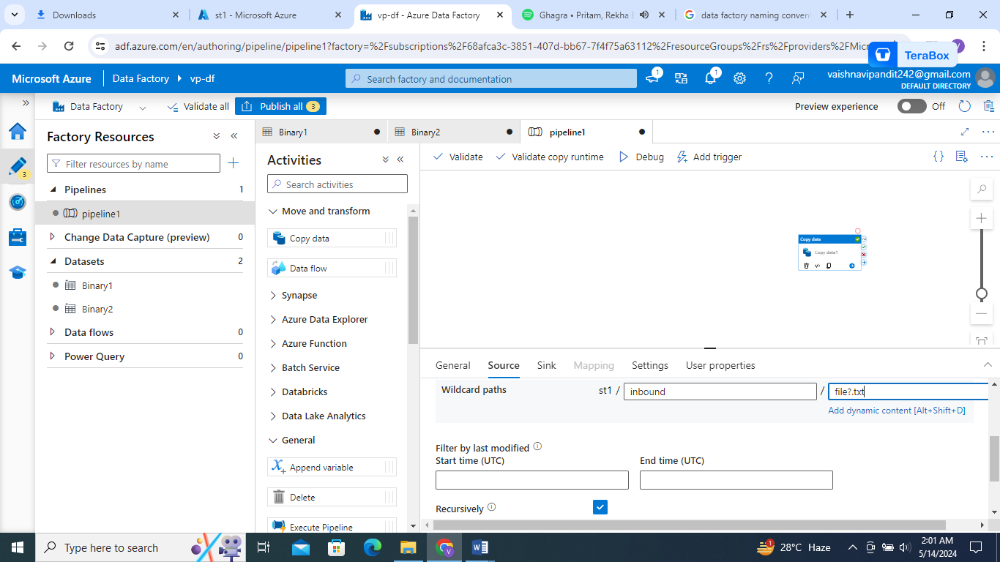 Downloads
st1 - Microsoft Azure
vp-df - Azure Data Factory
Ghagra • Pritam, Rekha
data factory naming convent
adf.azure.com/en/authoring/pipeline/pipeline1?factory=%2Fsubscriptions%2F68afca3c-3851-407d-bb67-7f4f75a63112%2FresourceGroups%2Frs%2Fproviders%2FMicr
TeraBox
Microsoft Azure
Data Factory
vp-df
Search factory and documentation
1
1
vaishnavipandit242@gmail.com
DEFAULT DIRECTORY
Data Factory
Validate all
Publish all 3
Preview experience
Off
Factory Resources
Filter resources by name
3
Pipelines 1
pipeline1
Change Data Capture (preview) 0
Datasets 2
Binary1
Binary2
Data flows 0
Power Query 0
Binary1
Binary2
pipeline1
Activities
Search activities
Move and transform
Copy data
Data flow
Synapse
Azure Data Explorer
Azure Function
Batch Service
Databricks
Data Lake Analytics
General
Append variable
Delete
Execute Pipeline
Validate
Validate copy runtime
Debug
Add trigger
Copy data
Copy data1
General
Source
Sink
Mapping
Settings
User properties
Wildcard paths
st1 / inbound / file?.txt
Add dynamic content [Alt+Shift+D]
Filter by last modified
Start time (UTC)
End time (UTC)
Recursively
Type here to search
1
28°C Haze
2:01 AM
5/14/2024